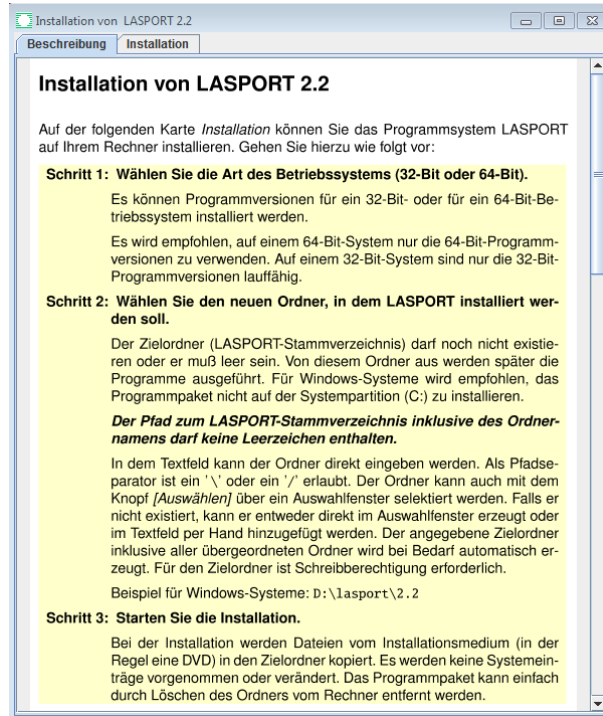 Installation von LASPORT 2.2
Beschreibung Installation
Installation von LASPORT 2.2
Auf der folgenden Karte Installation können Sie das Programmsystem LASPORT
auf Ihrem Rechner installieren. Gehen Sie hierzu wie folgt vor:
Schritt 1: Wählen Sie die Art des Betriebssystems (32-Bit oder 64-Bit).
Es können Programmversionen für ein 32-Bit- oder für ein 64-Bit-Be-
triebssystem installiert werden.
Es wird empfohlen, auf einem 64-Bit-System nur die 64-Bit-Programm-
versionen zu verwenden. Auf einem 32-Bit-System sind nur die 32-Bit-
Programmversionen lauffähig.
Schritt 2: Wählen Sie den neuen Ordner, in dem LASPORT installiert wer-
den soll.
Der Zielordner (LASPORT-Stammverzeichnis) darf noch nicht existie-
ren oder er muß leer sein. Von diesem Ordner aus werden später die
Programme ausgeführt. Für Windows-Systeme wird empfohlen, das
Programmpaket nicht auf der Systempartition (C:) zu installieren.
Der Pfad zum LASPORT-Stammverzeichnis inklusive des Ordner-
namens darf keine Leerzeichen enthalten.
In dem Textfeld kann der Ordner direkt eingeben werden. Als Pfadse-
parator ist ein '\' oder ein '/' erlaubt. Der Ordner kann auch mit dem
Knopf [Auswählen] über ein Auswahlfenster selektiert werden. Falls er
nicht existiert, kann er entweder direkt im Auswahlfenster erzeugt oder
im Textfeld per Hand hinzugefügt werden. Der angegebene Zielordner
inklusive aller übergeordneten Ordner wird bei Bedarf automatisch er-
zeugt. Für den Zielordner ist Schreibberechtigung erforderlich.
Beispiel für Windows-Systeme: D:\lasport\2.2
Schritt 3: Starten Sie die Installation.
Bei der Installation werden Dateien vom Installationsmedium (in der
Regel eine DVD) in den Zielordner kopiert. Es werden keine Systemein-
träge vorgenommen oder verändert. Das Programmpaket kann einfach
durch Löschen des Ordners vom Rechner entfernt werden.